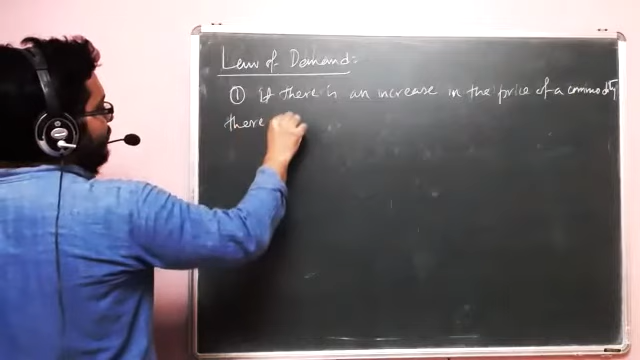 Law of Demand:
① If there is an increase in the price of a commodity
there